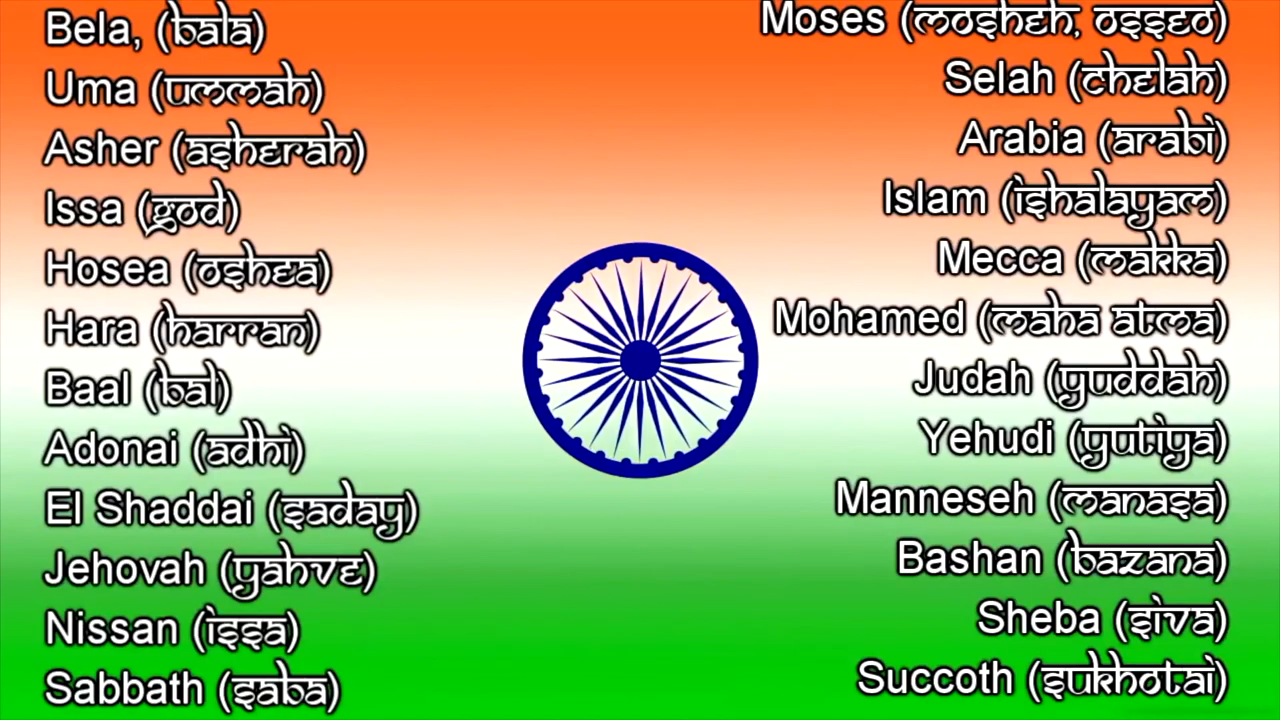 Bela, (bala)
Uma (ummah)
Asher (asherah)
Issa (god)
Hosea (oshea)
Hara (harran)
Baal (bal)
Adonai (adhi)
El Shaddai (saday)
Jehovah (yahve)
Nissan (issa)
Sabbath (saba)
Moses (mosheh, osseo)
Selah (chelah)
Arabia (arabi)
Islam (ishalayam)
Mecca (makka)
Mohamed (maha atma)
Judah (yuddah)
Yehudi (yutiya)
Manneseh (manasa)
Bashan (bazana)
Sheba (siva)
Succoth (sukhotai)